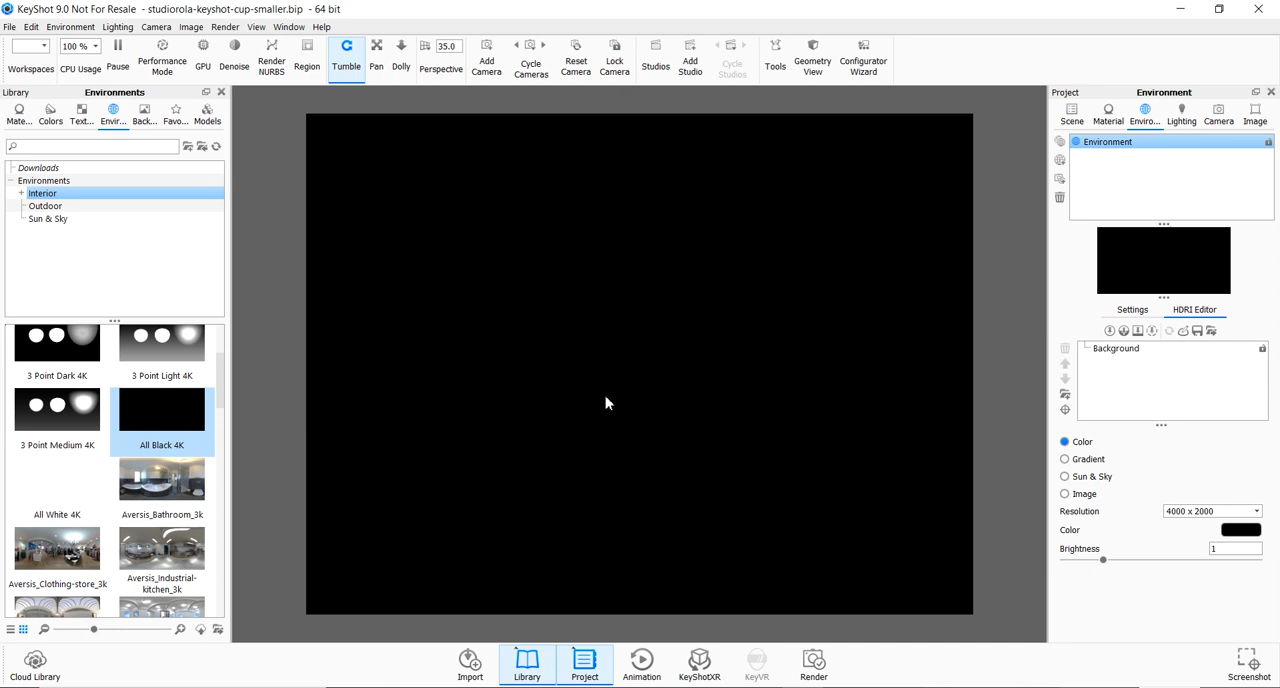 KeyShot 9.0 Not For Resale - studiorola-keyshot-cup-smaller.bip - 64 bit
File Edit Environment Lighting Camera Image Render View Window Help
100 % 35.0
Workspaces CPU Usage Pause Performance Mode GPU Denoise Render NURBS Region Tumble Pan Dolly Perspective Add Camera Cycle Cameras Reset Camera Lock Camera Studios Add Studio Cycle Studios Tools Geometry View Configurator Wizard
Library Environments
Mate... Colors Text... Envir... Back... Favo... Models
Downloads
Environments
Interior
Outdoor
Sun & Sky
3 Point Dark 4K 3 Point Light 4K
3 Point Medium 4K All Black 4K
All White 4K Aversis_Bathroom_3k
Aversis_Clothing-store_3k Aversis_Industrial-kitchen_3k
Project Environment
Scene Material Enviro... Lighting Camera Image
Environment
Settings HDRI Editor
Background
Color
Gradient
Sun & Sky
Image
Resolution 4000 x 2000
Color
Brightness 1
Cloud Library Import Library Project Animation KeyShotXR KeyVR Render Screenshot